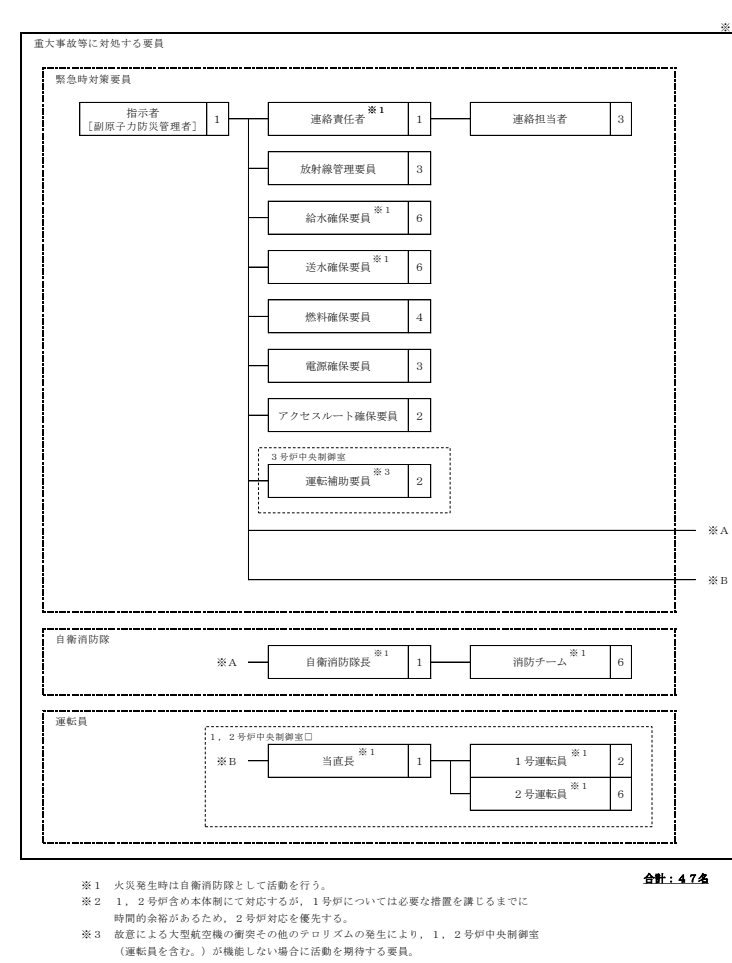 ※
重大事故等に対処する要員
緊急時対策要員
指示者
[副原子力防災管理者]
1
連絡責任者 ※1
1
連絡担当者
3
放射線管理要員
3
給水確保要員 ※1
6
送水確保要員 ※1
6
燃料確保要員
4
電源確保要員
3
アクセスルート確保要員
2
3号炉中央制御室
運転補助要員 ※3
2
※A
※B
自衛消防隊
※A
自衛消防隊長 ※1
1
消防チーム ※1
6
運転員
1,2号炉中央制御室□
※B
当直長 ※1
1
1号運転員 ※1
2
2号運転員 ※1
6
合計:47名
※1 火災発生時は自衛消防隊として活動を行う。
※2 1,2号炉含め本体制にて対応するが,1号炉については必要な措置を講じるまでに
時間的余裕があるため,2号炉対応を優先する。
※3 故意による大型航空機の衝突その他のテロリズムの発生により,1,2号炉中央制御室
(運転員を含む。)が機能しない場合に活動を期待する要員。